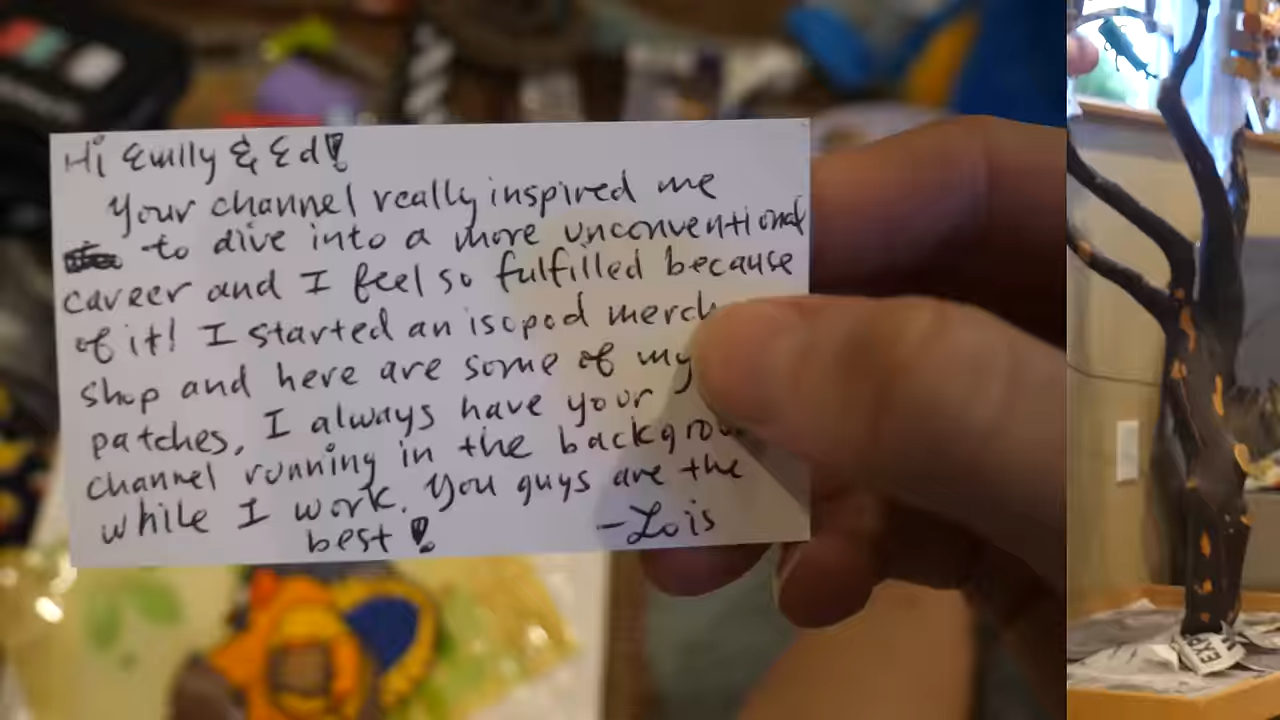 Hi Emily & Ed!
Your channel really inspired me
to dive into a more unconventional
career and I feel so fulfilled because
of it! I started an isopod merch
shop and here are some of my
patches. I always have your
channel running in the
while I work. You guys are the
best!
-Lois